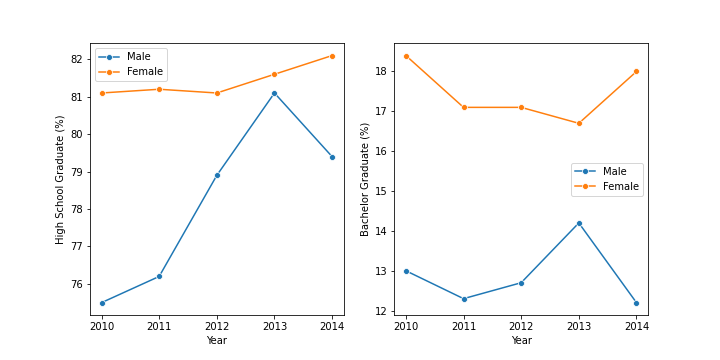 High School Graduate (%)
82
81
80
79
78
77
76
Male
Female
2010 2011 2012 2013 2014
Year
Bachelor Graduate (%)
18
17
16
15
14
13
12
Male
Female
2010 2011 2012 2013 2014
Year